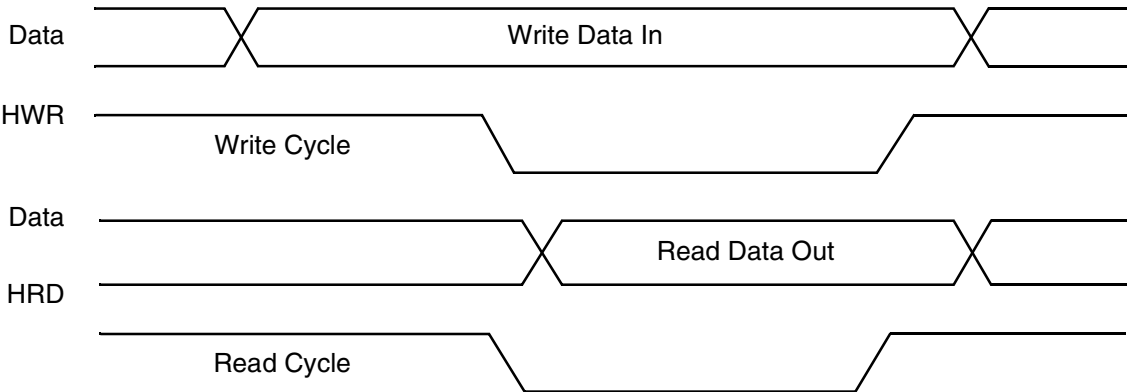 Data
Write Data In
HWR
Write Cycle
Data
Read Data Out
HRD
Read Cycle